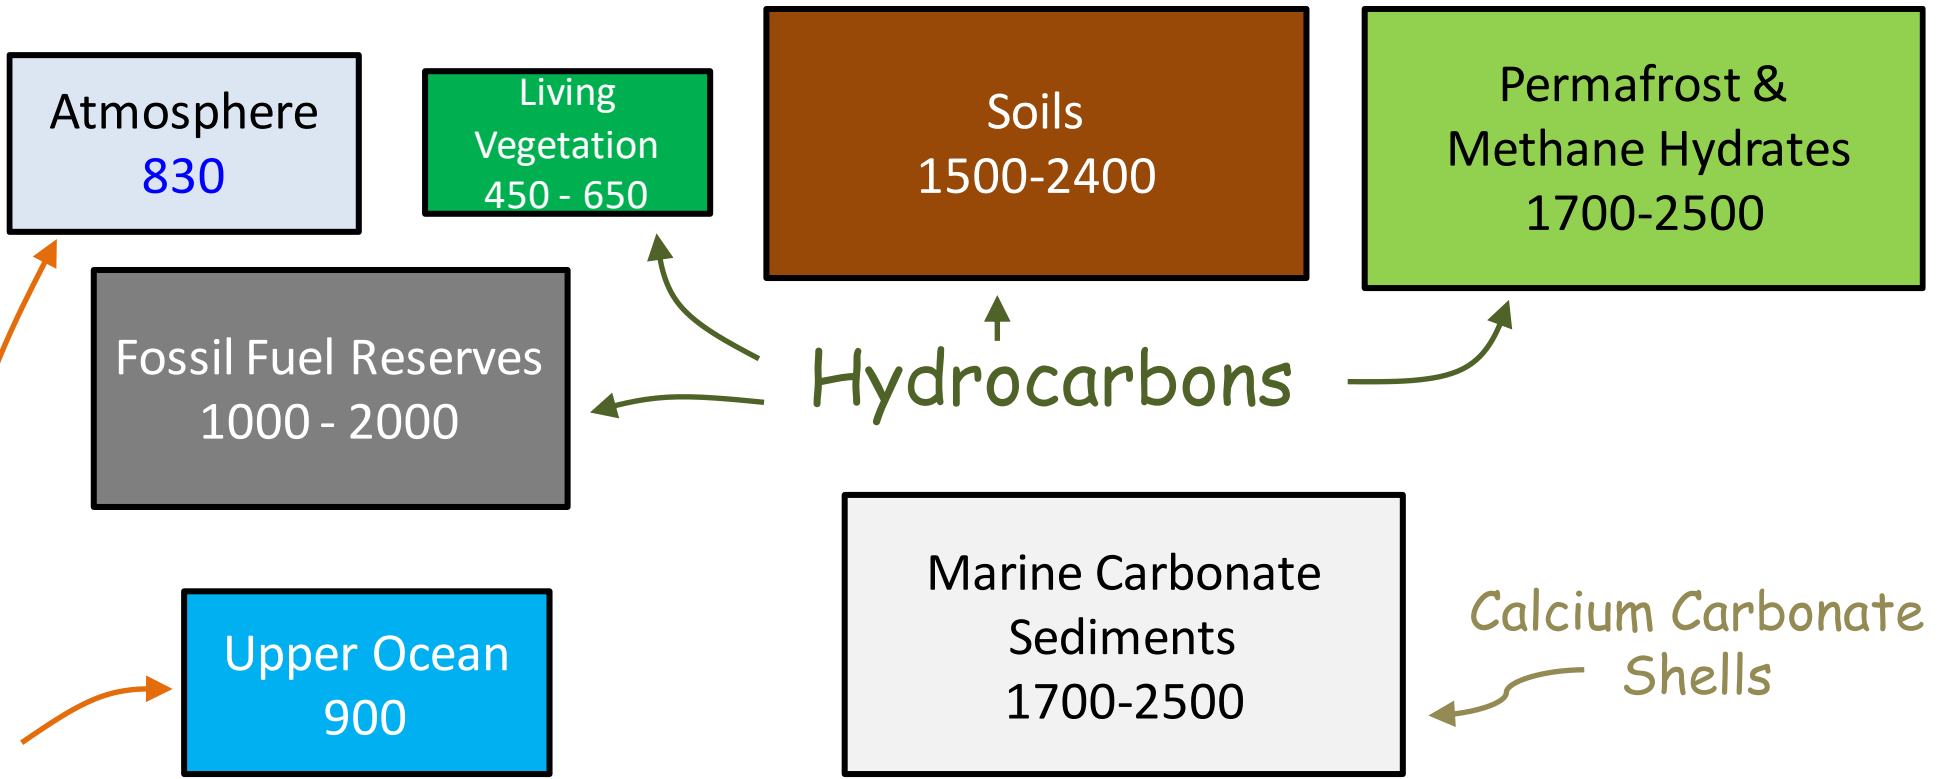 Atmosphere
830
Living
Vegetation
450 - 650
Soils
1500-2400
Permafrost &
Methane Hydrates
1700-2500
Fossil Fuel Reserves
1000 - 2000
Hydrocarbons
Upper Ocean
900
Marine Carbonate
Sediments
1700-2500
Calcium Carbonate
Shells